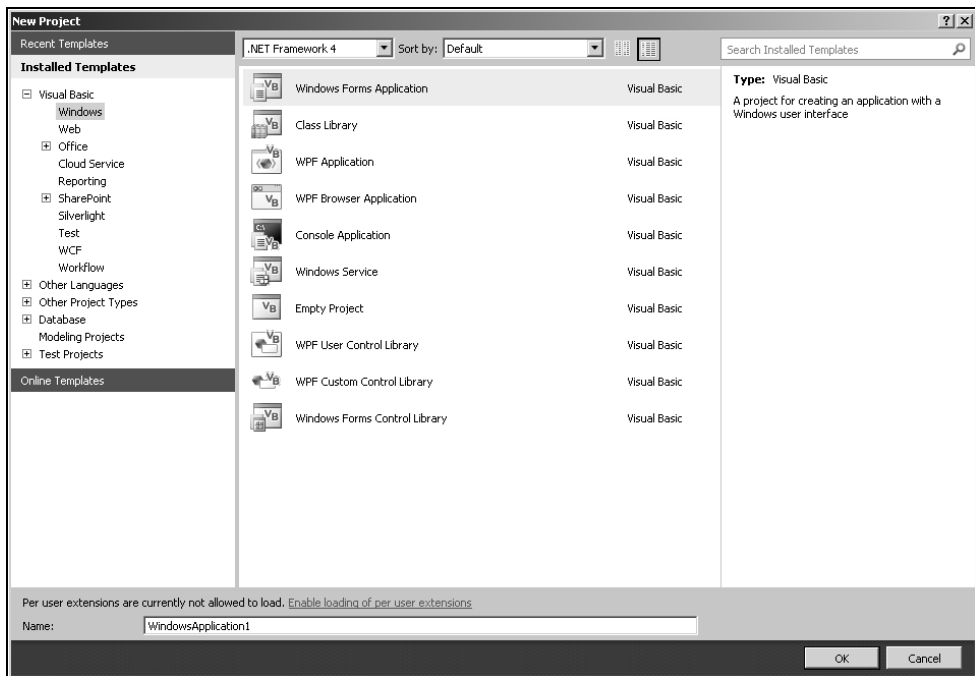 New Project
Recent Templates
.NET Framework 4 Sort by: Default
Search Installed Templates
Installed Templates
Visual Basic
Windows
Web
Office
Cloud Service
Reporting
SharePoint
Silverlight
Test
WCF
Workflow
Other Languages
Other Project Types
Database
Modeling Projects
Test Projects
Online Templates
Windows Forms Application Visual Basic
Class Library Visual Basic
WPF Application Visual Basic
WPF Browser Application Visual Basic
Console Application Visual Basic
Windows Service Visual Basic
Empty Project Visual Basic
WPF User Control Library Visual Basic
WPF Custom Control Library Visual Basic
Windows Forms Control Library Visual Basic
Type: Visual Basic
A project for creating an application with a
Windows user interface
Per user extensions are currently not allowed to load. Enable loading of per user extensions
Name: WindowsApplication1
OK Cancel